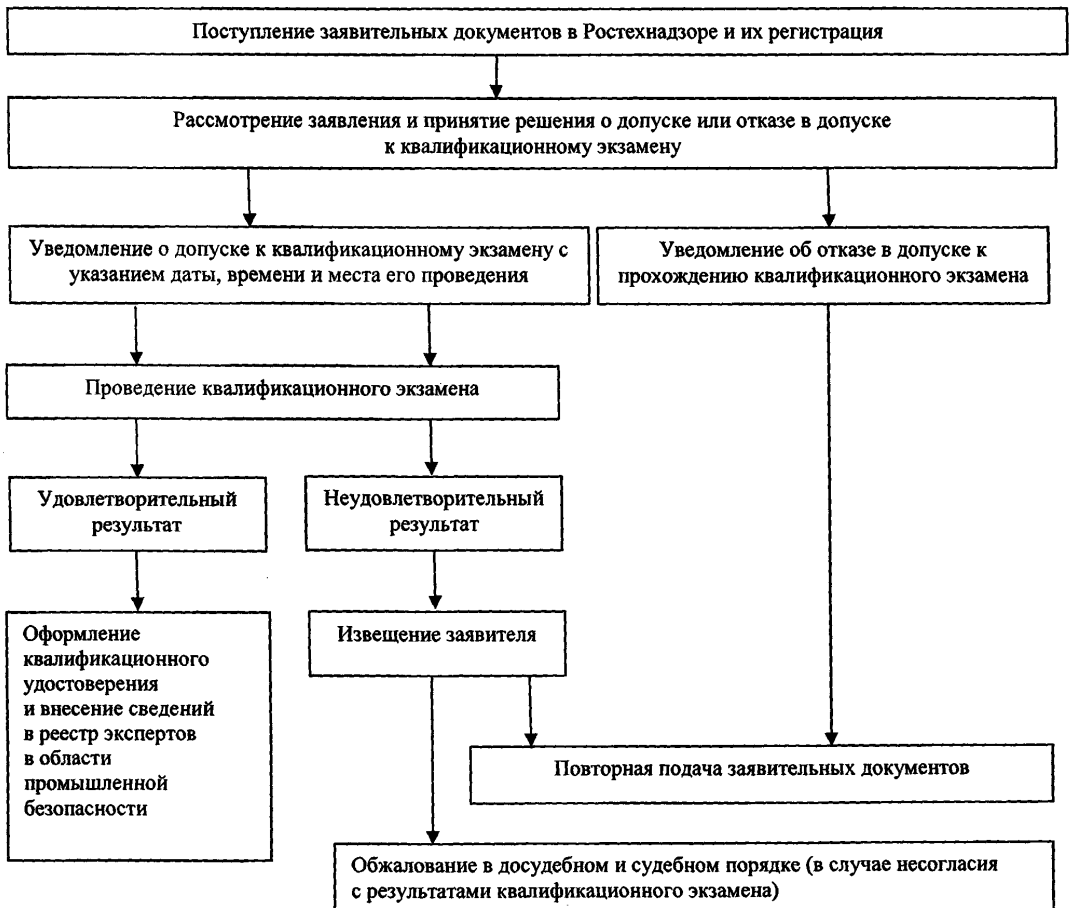 Поступление заявительных документов в Ростехнадзоре и их регистрация
Рассмотрение заявления и принятие решения о допуске или отказе в допуске
к квалификационному экзамену
Уведомление о допуске к квалификационному экзамену с
указанием даты, времени и места его проведения
Уведомление об отказе в допуске к
прохождению квалификационного экзамена
Проведение квалификационного экзамена
Удовлетворительный
результат
Неудовлетворительный
результат
Оформление
квалификационного
удостоверения
и внесение сведений
в реестр экспертов
в области
промышленной
безопасности
Извещение заявителя
Повторная подача заявительных документов
Обжалование в досудебном и судебном порядке (в случае несогласия
с результатами квалификационного экзамена)